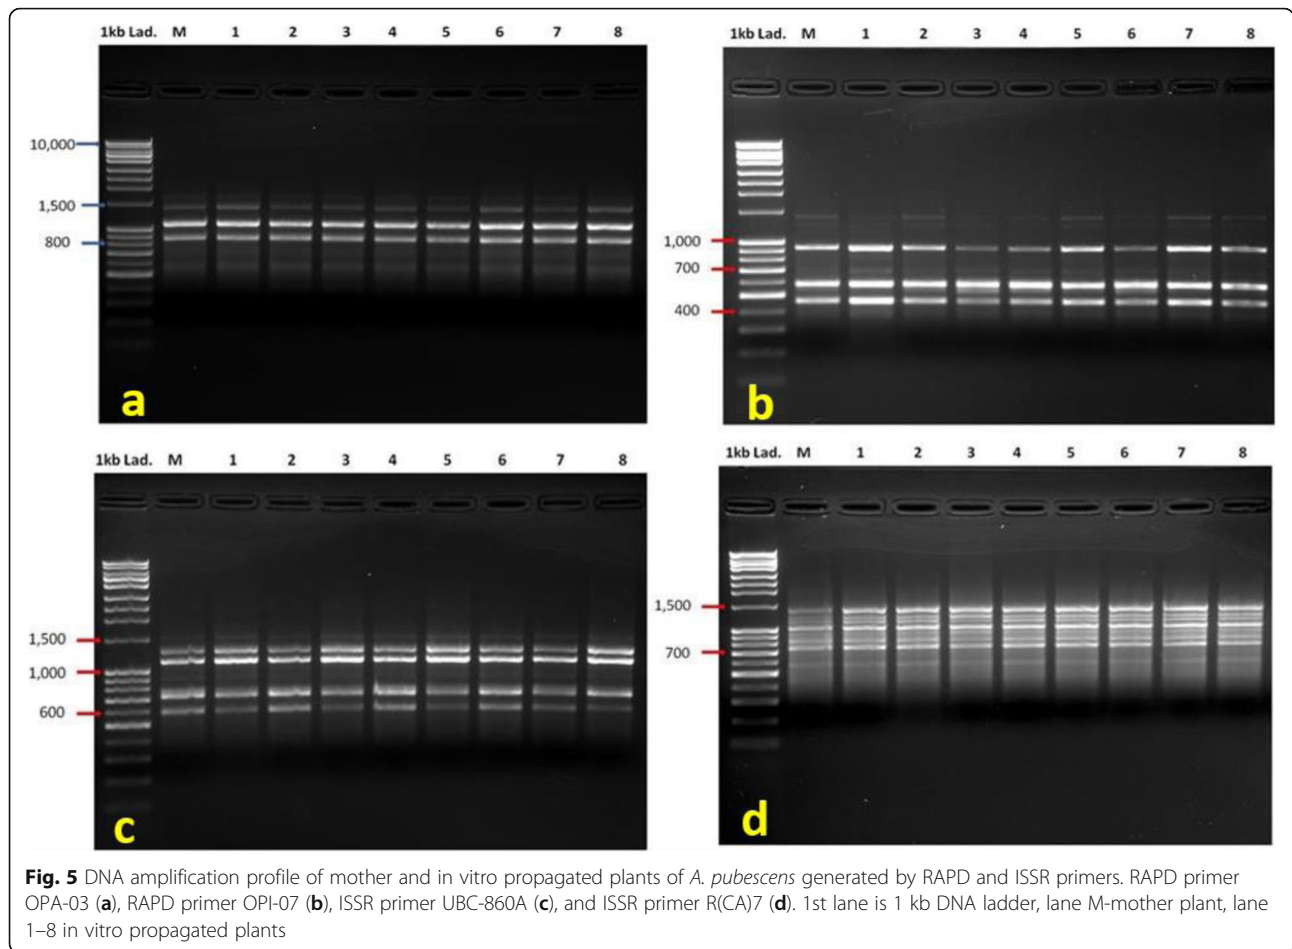 1kb Lad. M 1 2 3 4 5 6 7 8
10,000
1,500
800
a
1kb Lad. M 1 2 3 4 5 6 7 8
1,000
700
400
b
1kb Lad. M 1 2 3 4 5 6 7 8
1,500
1,000
600
c
1kb Lad. M 1 2 3 4 5 6 7 8
1,500
700
d
Fig. 5 DNA amplification profile of mother and in vitro propagated plants of A. pubescens generated by RAPD and ISSR primers. RAPD primer
OPA-03 (a), RAPD primer OPI-07 (b), ISSR primer UBC-860A (c), and ISSR primer R(CA)7 (d). 1st lane is 1 kb DNA ladder, lane M-mother plant, lane
1–8 in vitro propagated plants